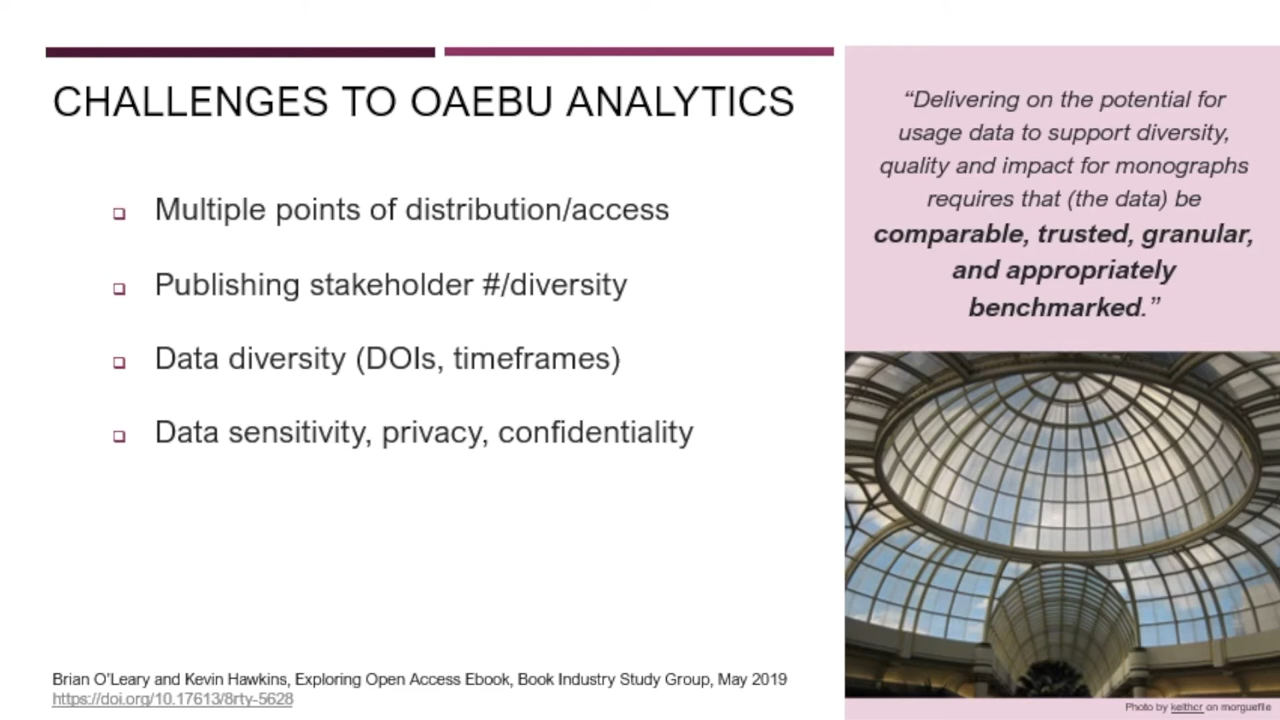 CHALLENGES TO OAEBU ANALYTICS
Multiple points of distribution/access
Publishing stakeholder #/diversity
Data diversity (DOIs, timeframes)
Data sensitivity, privacy, confidentiality
Brian O'Leary and Kevin Hawkins, Exploring Open Access Ebook, Book Industry Study Group, May 2019
https://doi.org/10.17613/8rty-5628
“Delivering on the potential for
usage data to support diversity,
quality and impact for monographs
requires that (the data) be
comparable, trusted, granular,
and appropriately
benchmarked.”
Photo by keithcr on morguefile